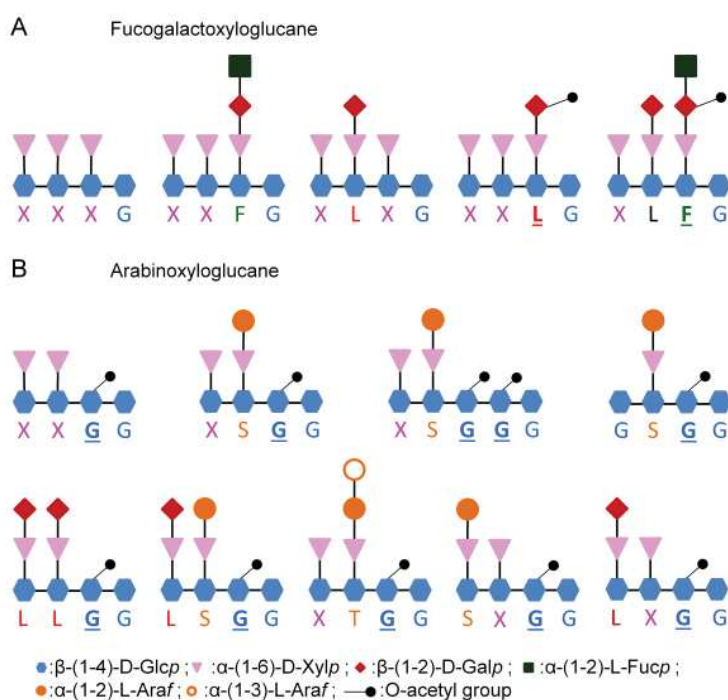 A Fucogalactoxyloglucane
X X X G X X F G X L X G X X L G X L F G
B Arabinoxyloglucane
X X G G X S G G X S G G G G S G G
L L G G L S G G X T G G S X G G L X G G
:β-(1-4)-D-Glcp ; :α-(1-6)-D-Xylp ; :β-(1-2)-D-Galp ; :α-(1-2)-L-Fucp ;
:α-(1-2)-L-Araf ; :α-(1-3)-L-Araf ; :O-acetyl group